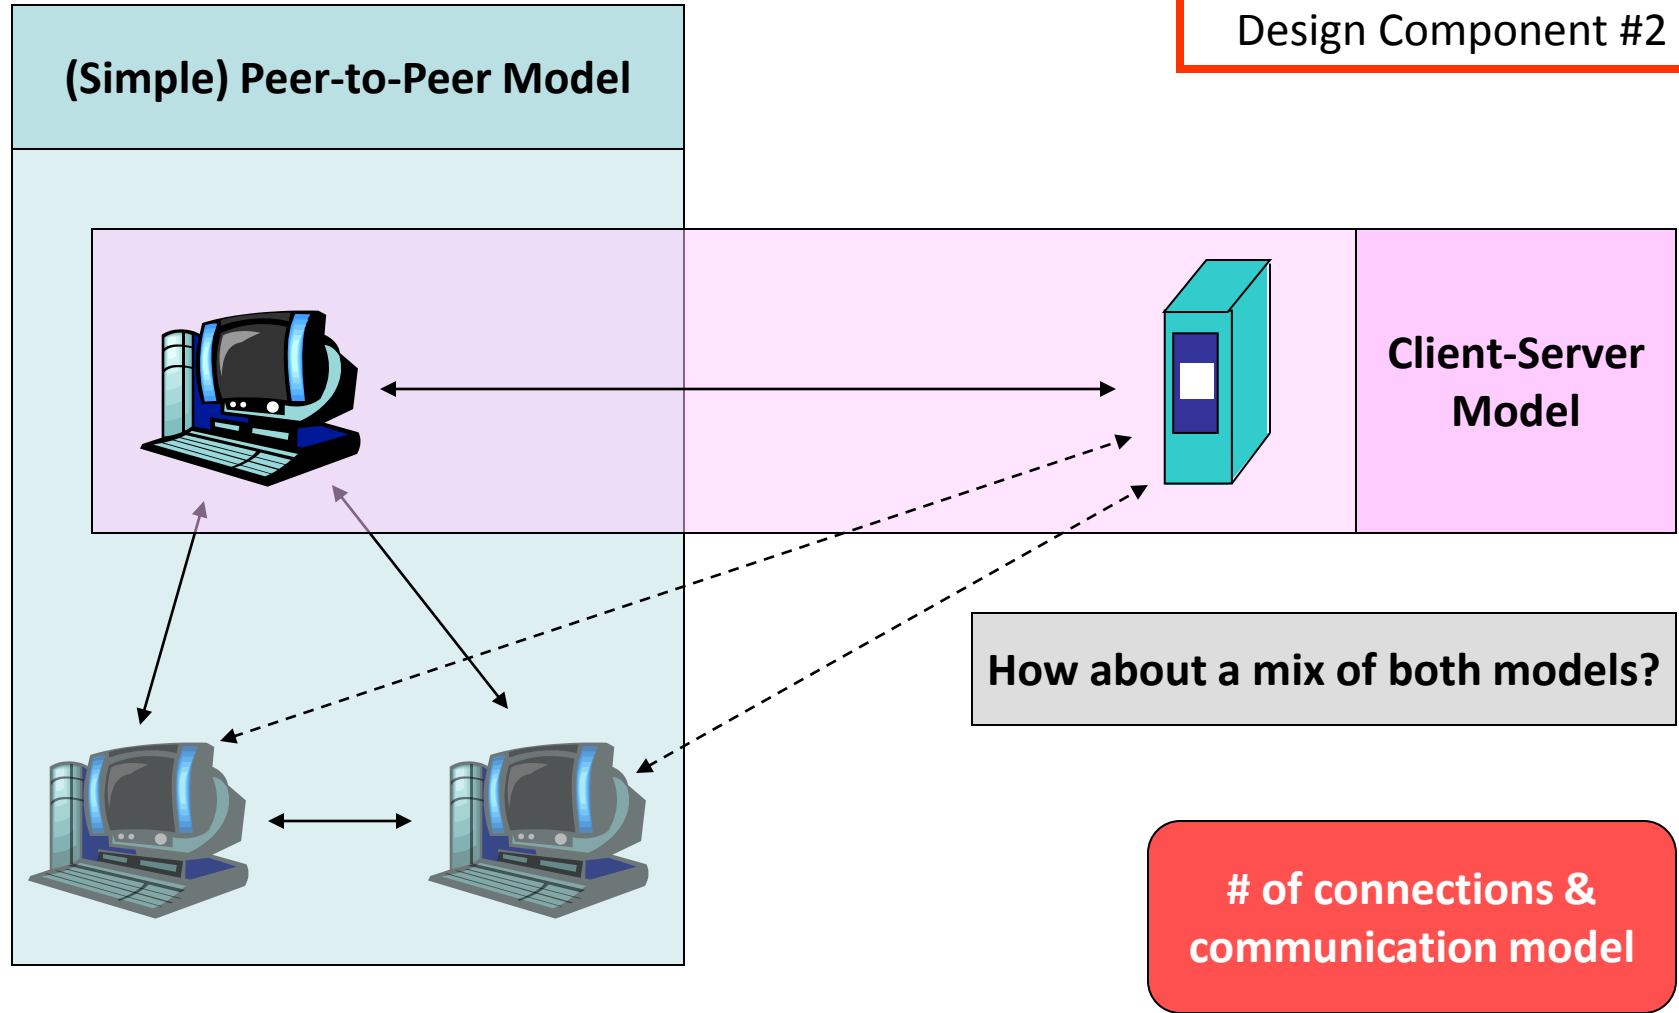 Design Component #2
(Simple) Peer-to-Peer Model
Client-Server
Model
How about a mix of both models?
# of connections &
communication model